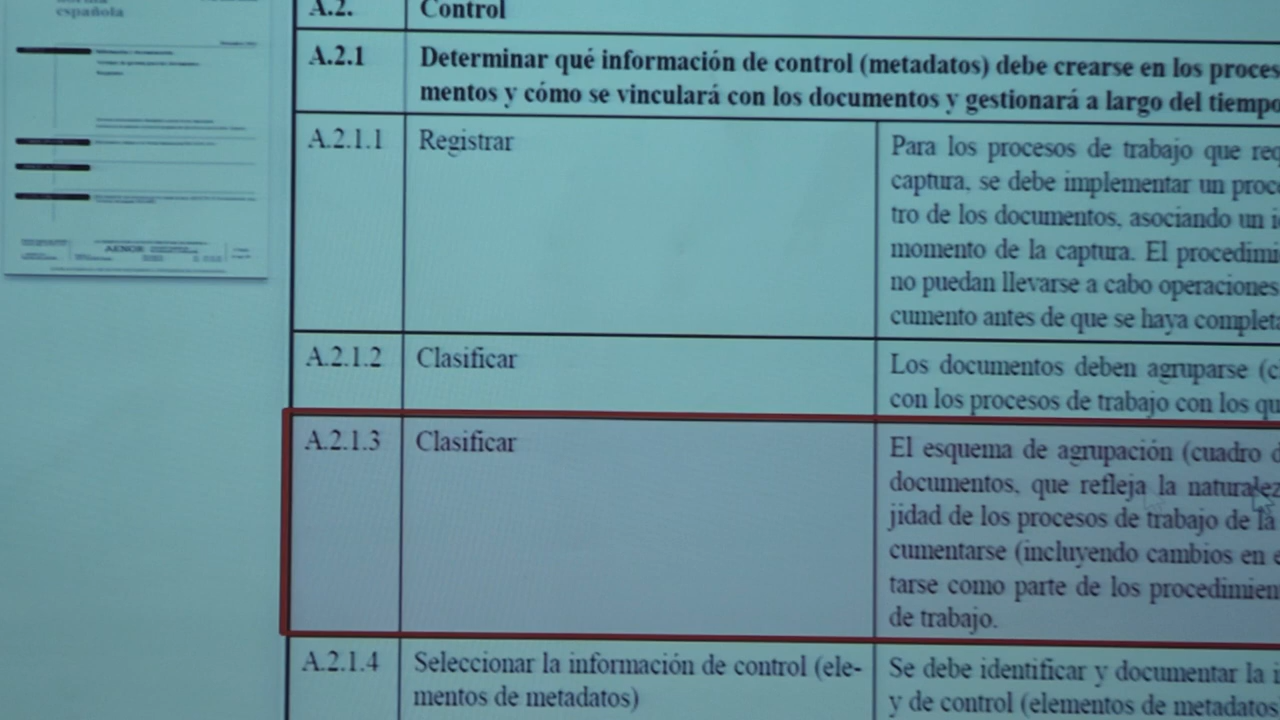 española
AENOR
A.2.
Control
A.2.1
Determinar qué información de control (metadatos) debe crearse en los proces
mentos y cómo se vinculará con los documentos y gestionará a largo del tiempo
A.2.1.1
Registrar
Para los procesos de trabajo que req
captura, se debe implementar un proce
tro de los documentos, asociando un i
momento de la captura. El procedimi
no puedan llevarse a cabo operaciones
cumento antes de que se haya completa
A.2.1.2
Clasificar
Los documentos deben agruparse (c
con los procesos de trabajo con los qu
A.2.1.3
Clasificar
El esquema de agrupación (cuadro d
documentos, que refleja la naturalez
jidad de los procesos de trabajo de la
cumentarse (incluyendo cambios en e
tarse como parte de los procedimien
de trabajo.
A.2.1.4
Seleccionar la información de control (ele-
mentos de metadatos)
Se debe identificar y documentar la i
y de control (elementos de metadatos